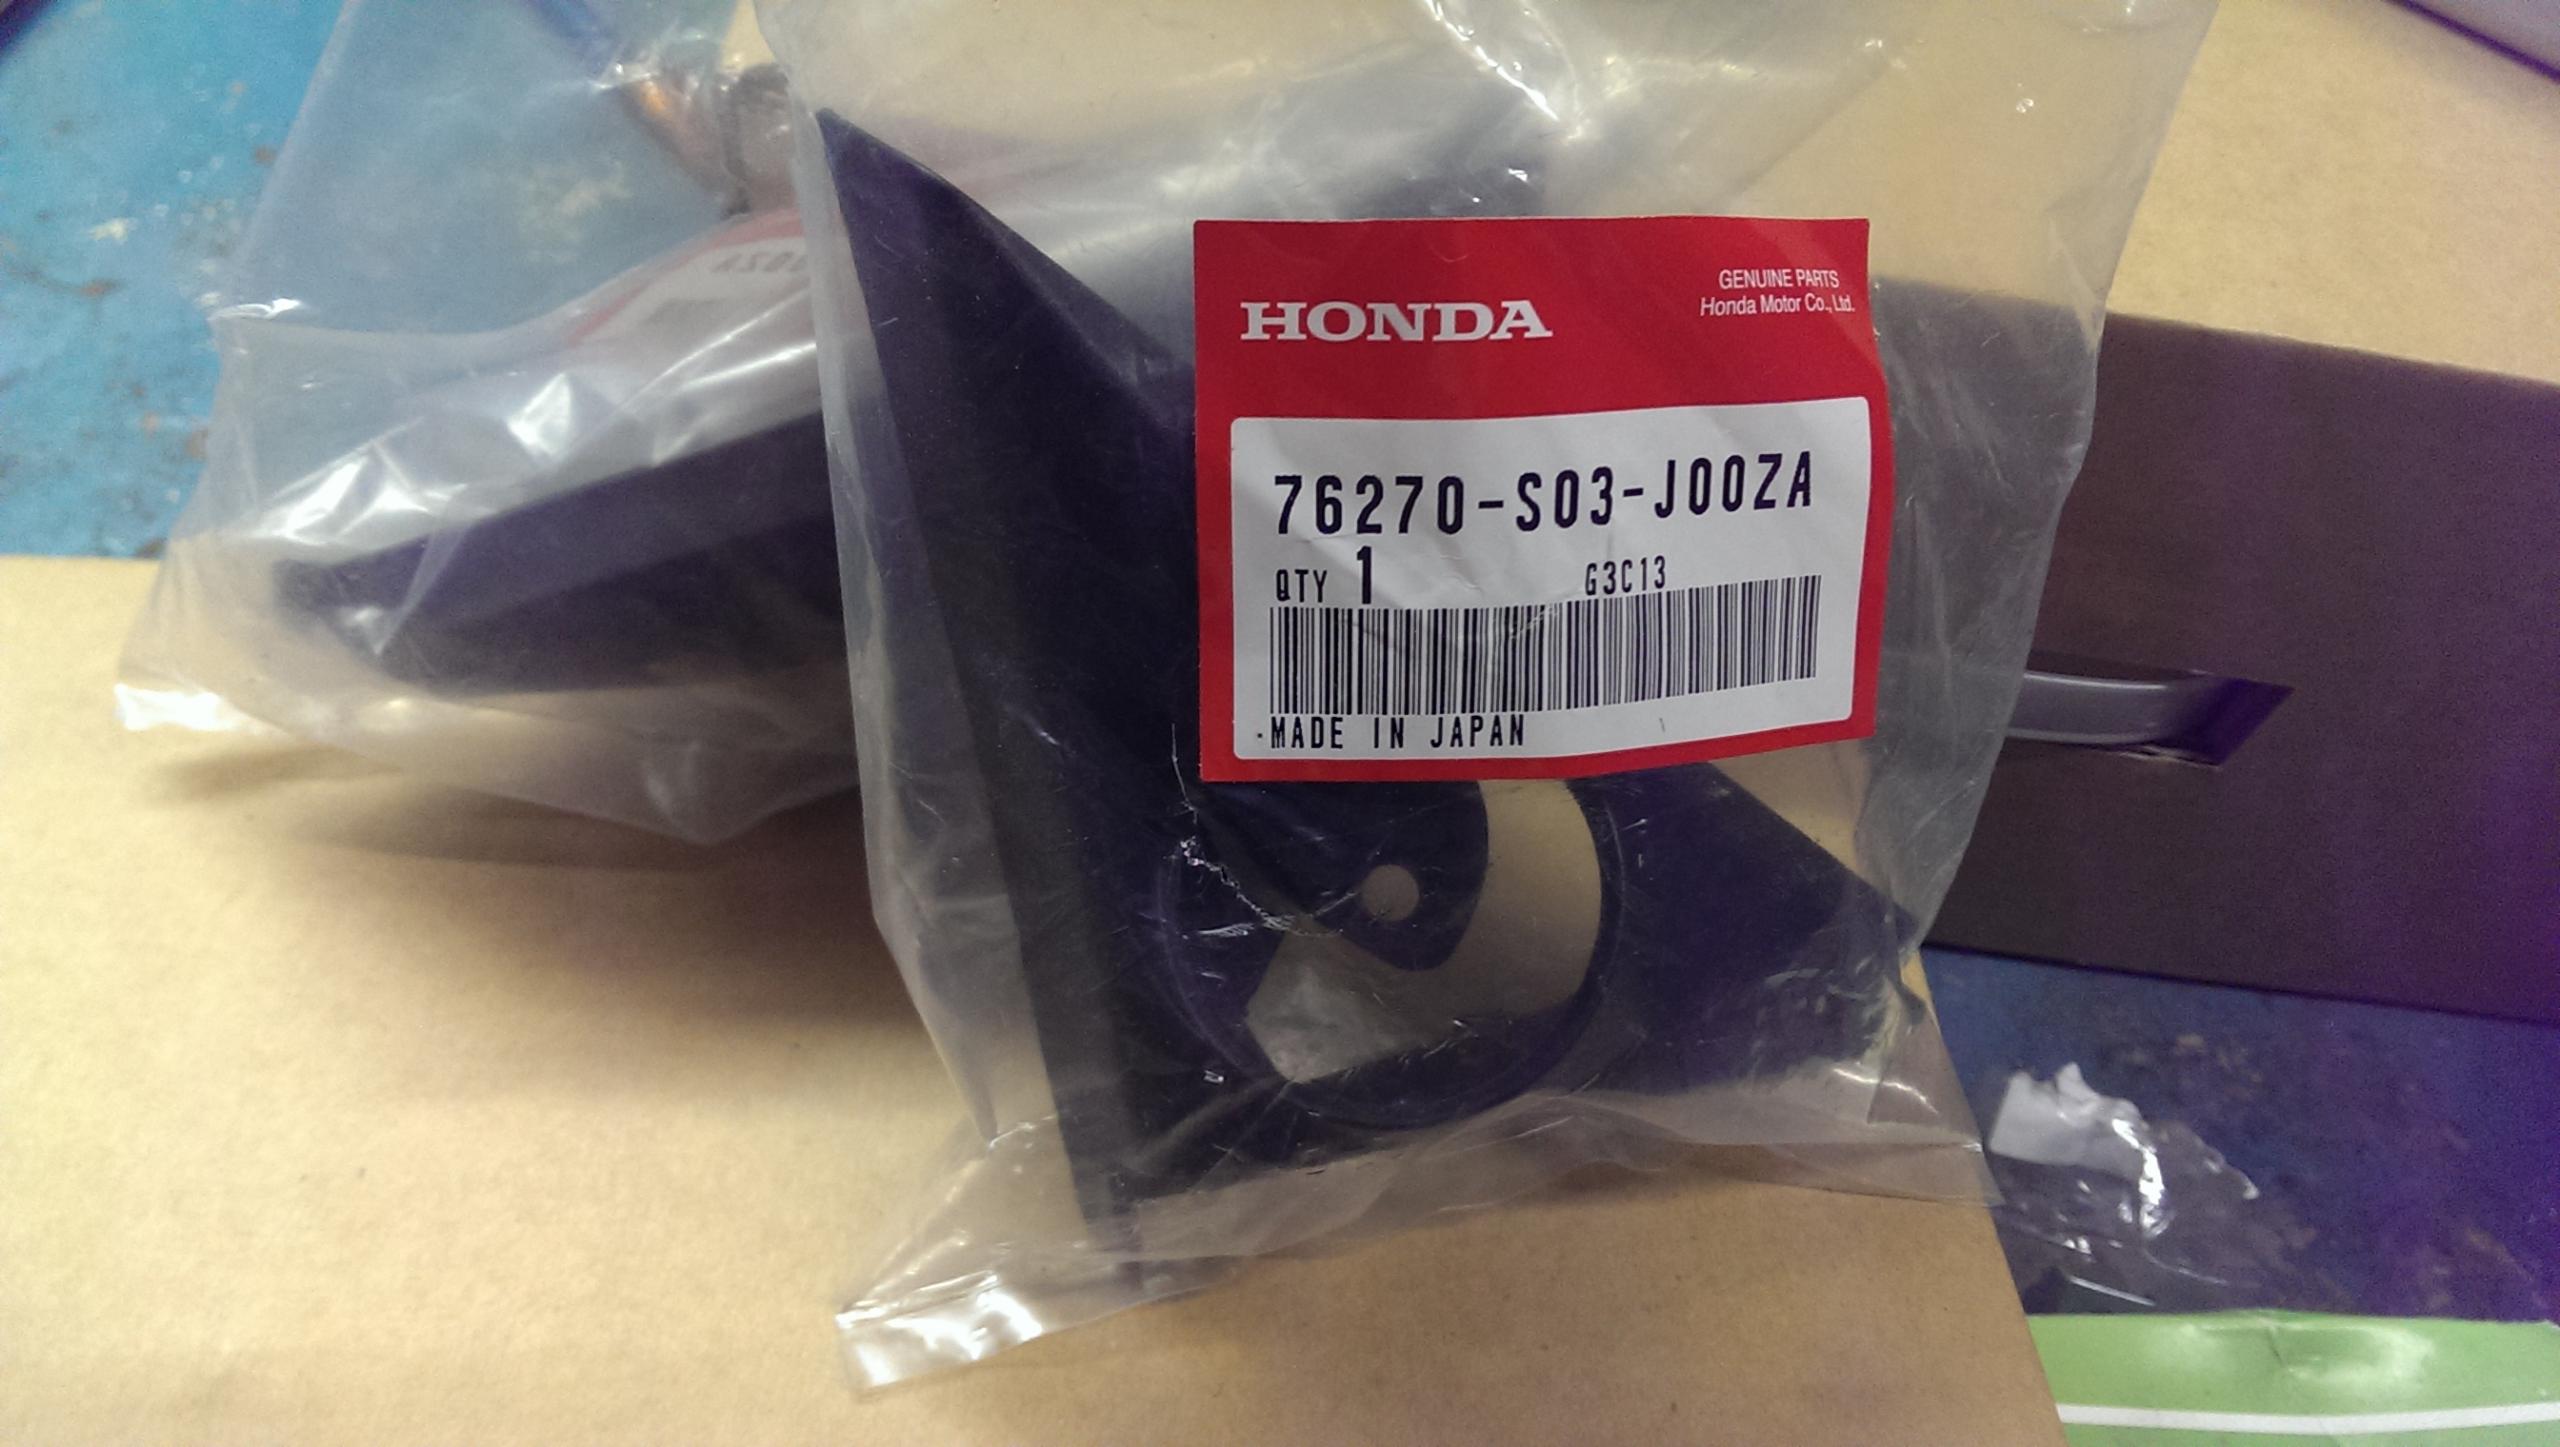 HONDA
GENUINE PARTS
Honda Motor Co., Ltd.
76270-S03-J00ZA
QTY 1 G3C13
MADE IN JAPAN